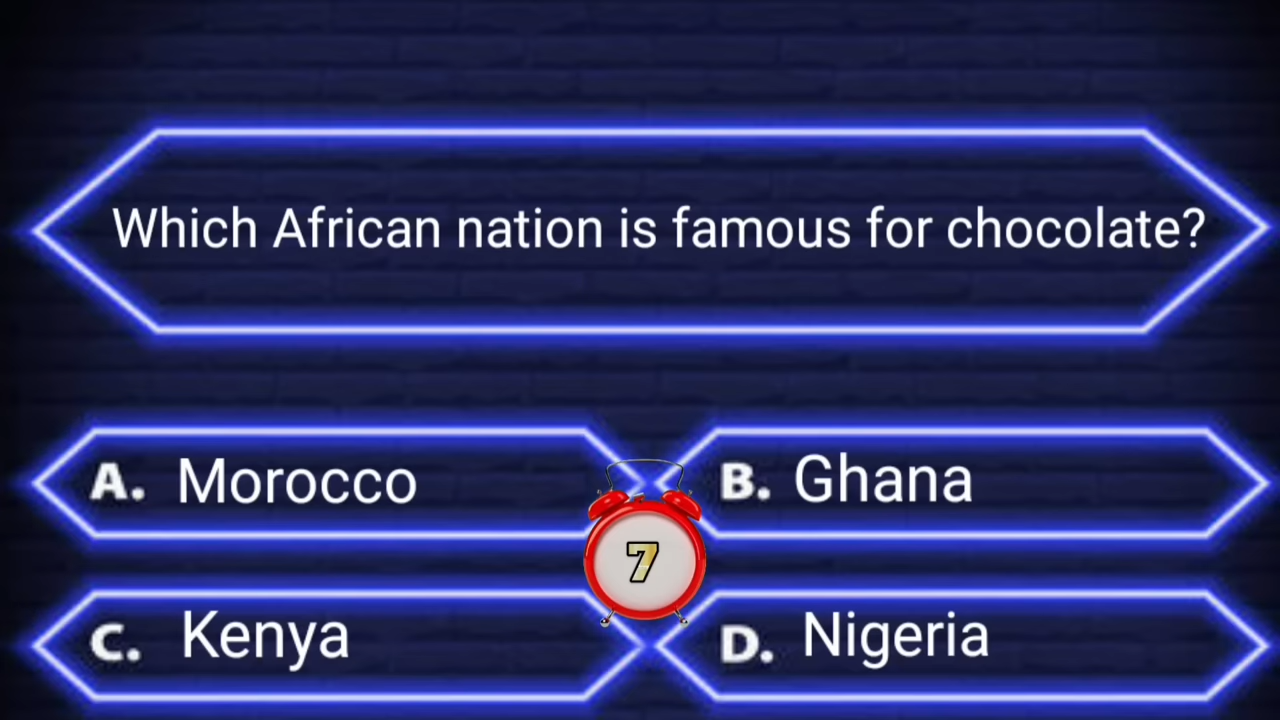 Which African nation is famous for chocolate?
A. Morocco
B. Ghana
7
C. Kenya
D. Nigeria